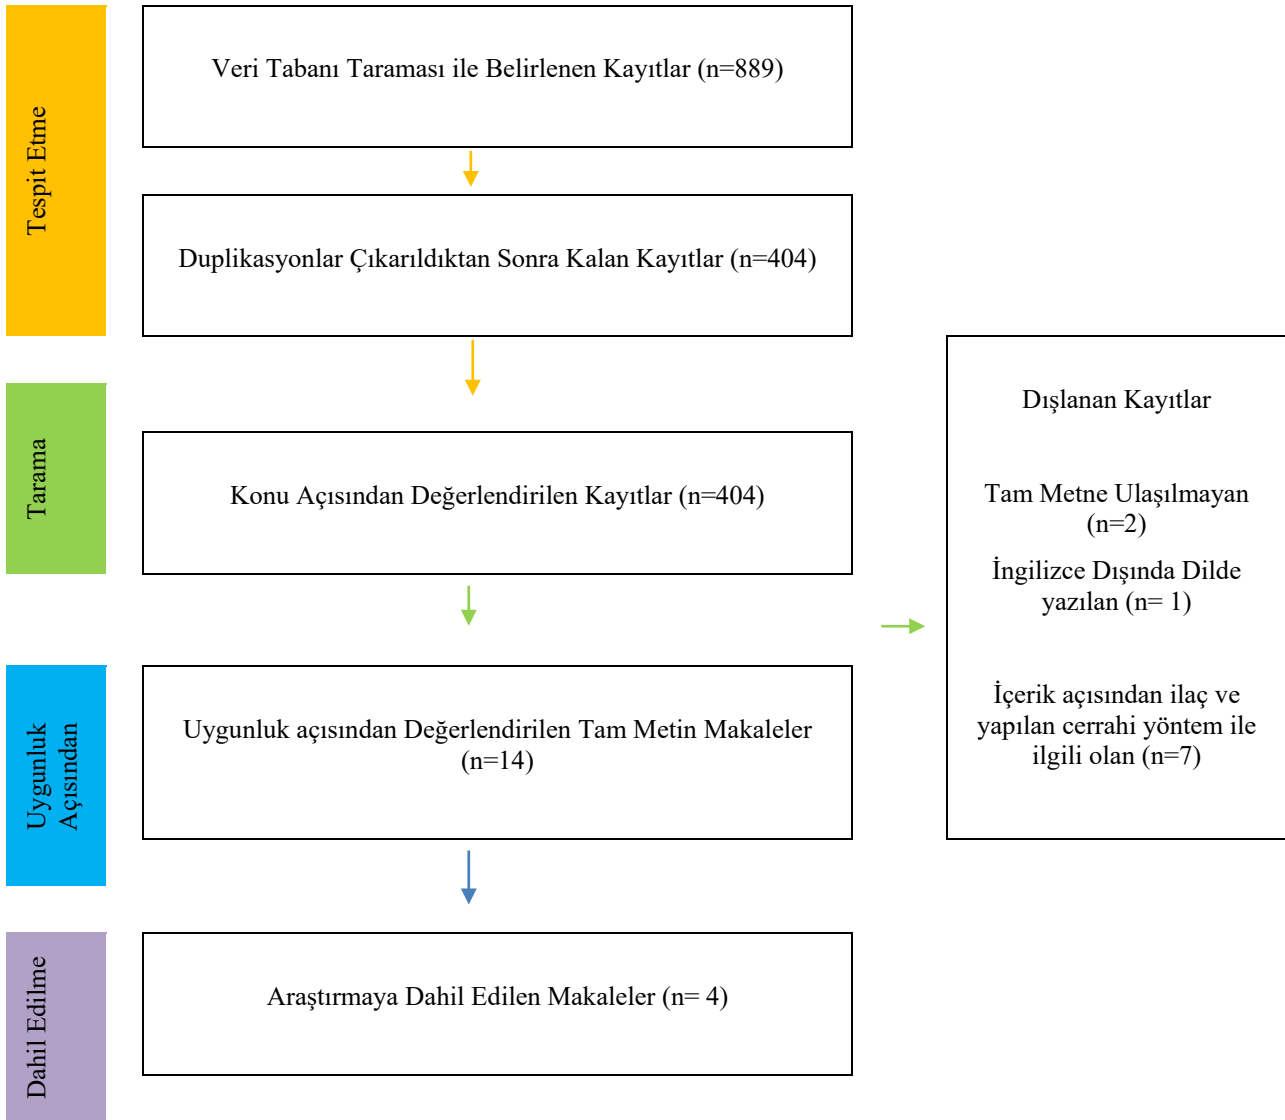 Tespit Etme
Veri Tabanı Taraması ile Belirlenen Kayıtlar (n=889)
Duplikasyonlar Çıkarıldıktan Sonra Kalan Kayıtlar (n=404)
Tarama
Konu Açısından Değerlendirilen Kayıtlar (n=404)
Dışlanan Kayıtlar
Tam Metne Ulaşılmayan
(n=2)
İngilizce Dışında Dilde
yazılan (n= 1)
İçerik açısından ilaç ve
yapılan cerrahi yöntem ile
ilgili olan (n=7)
Uygunluk
Açısından
Uygunluk açısından Değerlendirilen Tam Metin Makaleler
(n=14)
Dahil Edilme
Araştırmaya Dahil Edilen Makaleler (n= 4)